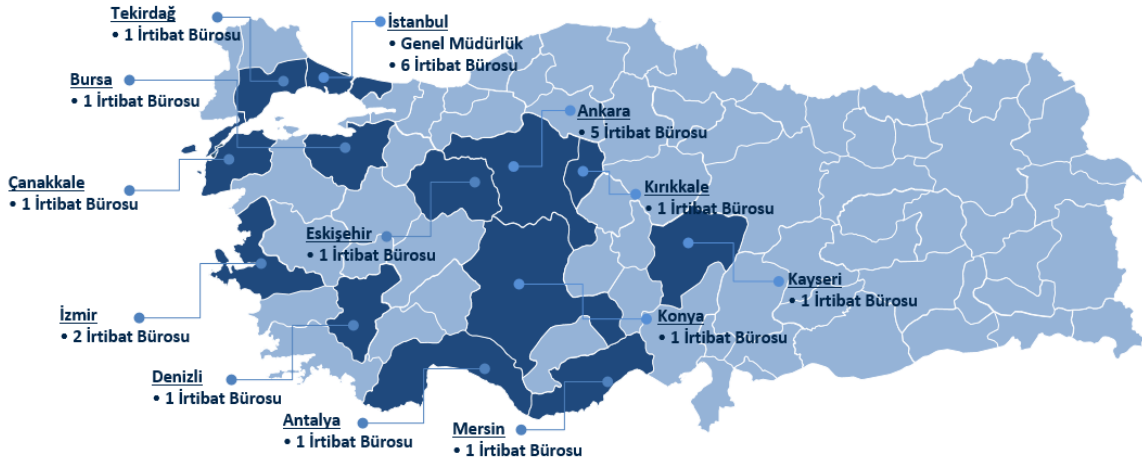 Tekirdağ
• 1 İrtibat Bürosu
İstanbul
• Genel Müdürlük
• 6 İrtibat Bürosu
Bursa
• 1 İrtibat Bürosu
Ankara
• 5 İrtibat Bürosu
Çanakkale
• 1 İrtibat Bürosu
Kırıkkale
• 1 İrtibat Bürosu
Eskişehir
• 1 İrtibat Bürosu
Kayseri
• 1 İrtibat Bürosu
İzmir
• 2 İrtibat Bürosu
Konya
• 1 İrtibat Bürosu
Denizli
• 1 İrtibat Bürosu
Antalya
• 1 İrtibat Bürosu
Mersin
• 1 İrtibat Bürosu